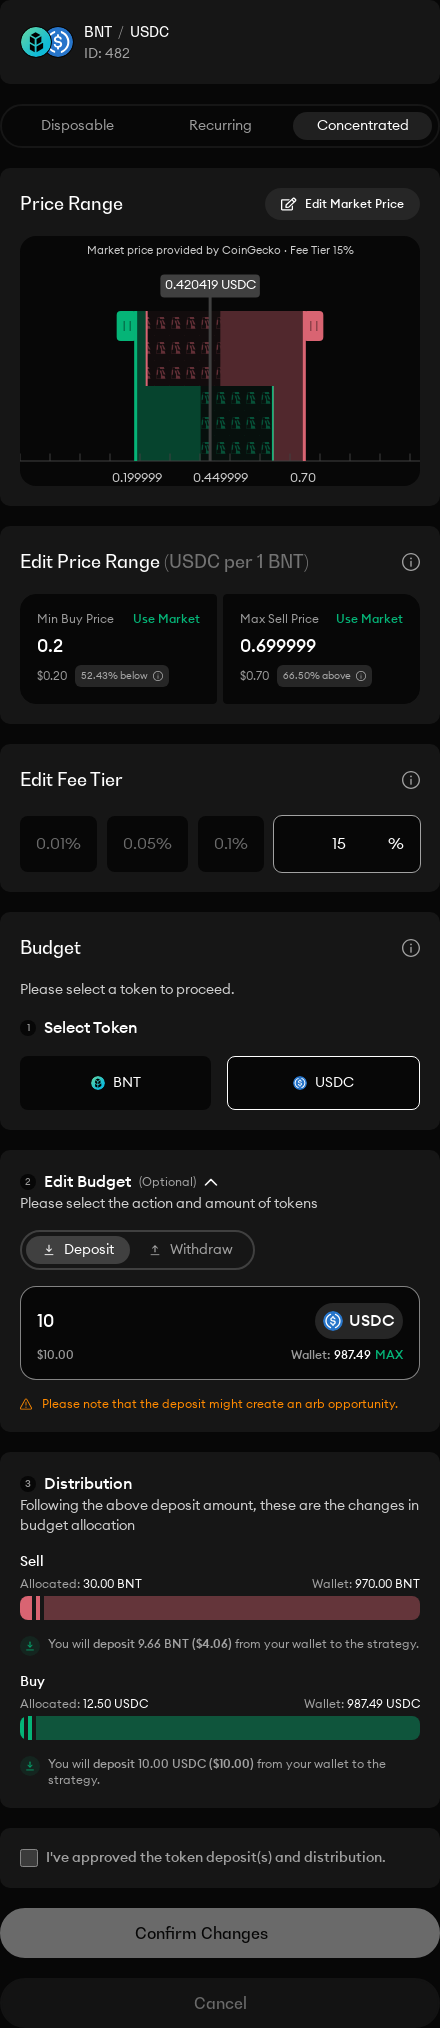 BNT / USDC
ID: 482
Disposable Recurring Concentrated
Price Range Edit Market Price
Market price provided by CoinGecko · Fee Tier 15%
0.420419 USDC
0.199999 0.449999 0.70
Edit Price Range (USDC per 1 BNT)
Min Buy Price Use Market
0.2
$0.20 52.43% below
Max Sell Price Use Market
0.699999
$0.70 66.50% above
Edit Fee Tier
0.01% 0.05% 0.1% 15 %
Budget
Please select a token to proceed.
1 Select Token
BNT USDC
2 Edit Budget (Optional)
Please select the action and amount of tokens
Deposit Withdraw
10 USDC
$10.00 Wallet: 987.49 MAX
Please note that the deposit might create an arb opportunity.
3 Distribution
Following the above deposit amount, these are the changes in
budget allocation
Sell
Allocated: 30.00 BNT Wallet: 970.00 BNT
You will deposit 9.66 BNT ($4.06) from your wallet to the strategy.
Buy
Allocated: 12.50 USDC Wallet: 987.49 USDC
You will deposit 10.00 USDC ($10.00) from your wallet to the
strategy.
I've approved the token deposit(s) and distribution.
Confirm Changes
Cancel